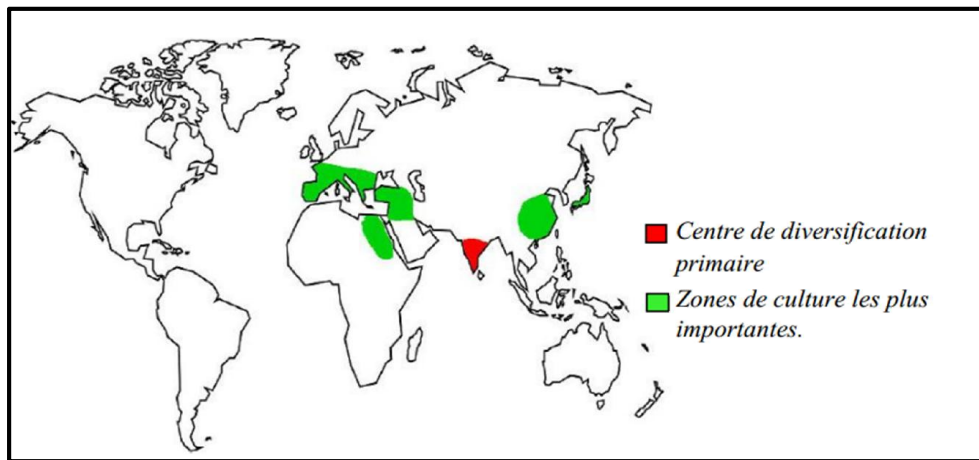 Centre de diversification
primaire
Zones de culture les plus
importantes.